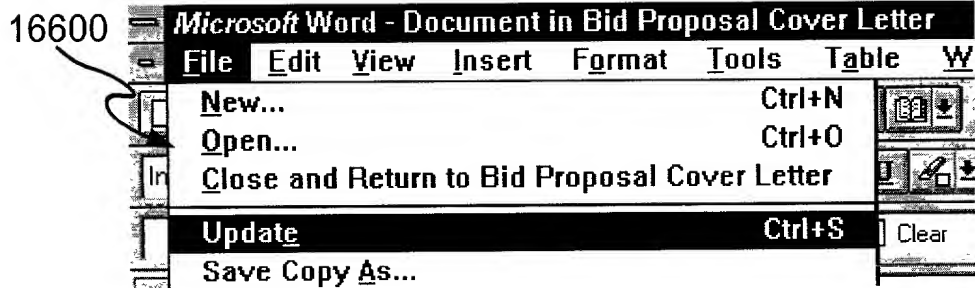 16600
Microsoft Word - Document in Bid Proposal Cover Letter
File Edit View Insert Format Tools Table W
New... Ctrl+N
Open... Ctrl+O
In
Close and Return to Bid Proposal Cover Letter U
Update Ctrl+S Clear
Save Copy As...